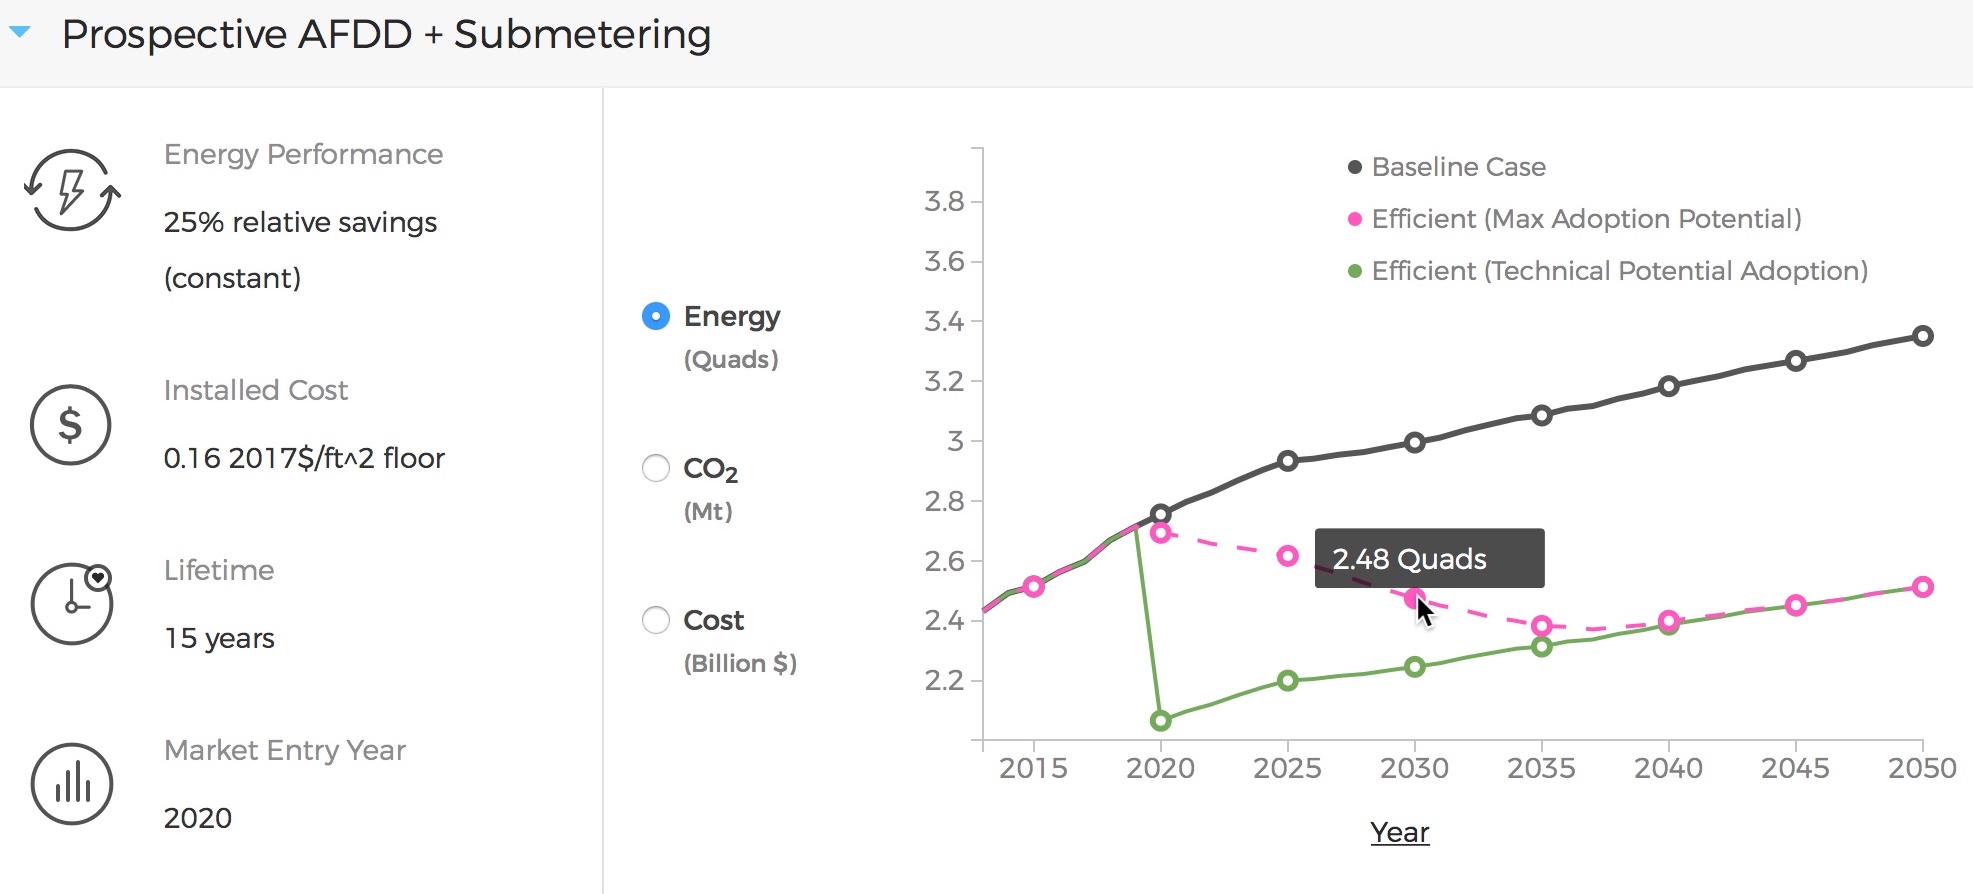 Prospective AFDD + Submetering
Energy Performance
25% relative savings
(constant)
Installed Cost
$
0.16 2017$/ft^2 floor
Lifetime
15 years
Market Entry Year
2020
Energy
(Quads)
CO₂
(Mt)
Cost
(Billion $)
Baseline Case
Efficient (Max Adoption Potential)
Efficient (Technical Potential Adoption)
3.8
3.6
3.4
3.2
3
2.8
2.6
2.4
2.2
2.48 Quads
2015 2020 2025 2030 2035 2040 2045 2050
Year